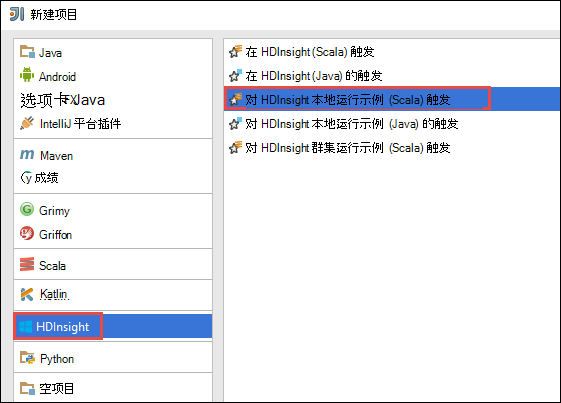 新建项目
Java
Android
选项卡FXJava
IntelliJ 平台插件
Maven
成绩
Grimy
Griffon
Scala
Katlin
HDInsight
Python
空项目
在 HDInsight (Scala) 触发
在 HDInsight (Java) 的触发
对 HDInsight 本地运行示例 (Scala) 触发
对 HDInsight 本地运行示例 (Java) 的触发
对 HDInsight 群集运行示例 (Scala) 触发